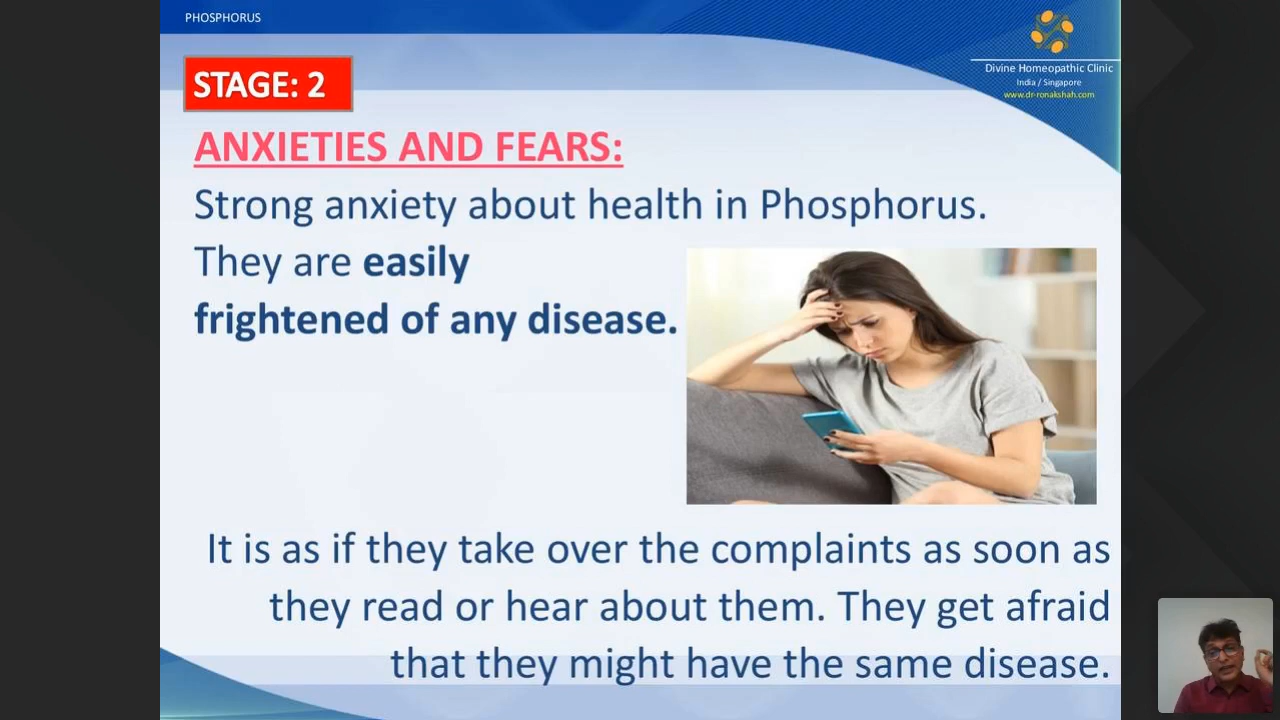 PHOSPHORUS
Divine Homeopathic Clinic
India / Singapore
www.dr-ronakshah.com
STAGE: 2
ANXIETIES AND FEARS:
Strong anxiety about health in Phosphorus.
They are easily
frightened of any disease.
It is as if they take over the complaints as soon as
they read or hear about them. They get afraid
that they might have the same disease.